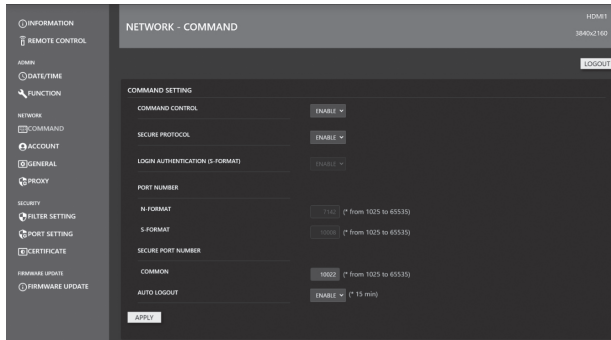 INFORMATION
REMOTE CONTROL
ADMIN
DATE/TIME
FUNCTION
NETWORK
COMMAND
ACCOUNT
GENERAL
PROXY
SECURITY
FILTER SETTING
PORT SETTING
CERTIFICATE
FIRMWARE UPDATE
FIRMWARE UPDATE
NETWORK - COMMAND
HDMI1
3840x2160
LOGOUT
COMMAND SETTING
COMMAND CONTROL ENABLE
SECURE PROTOCOL ENABLE
LOGIN AUTHENTICATION (S-FORMAT) ENABLE
PORT NUMBER
N-FORMAT 7142 (* from 1025 to 65535)
S-FORMAT 10008 (* from 1025 to 65535)
SECURE PORT NUMBER
COMMON 10022 (* from 1025 to 65535)
AUTO LOGOUT ENABLE (* 15 min)
APPLY